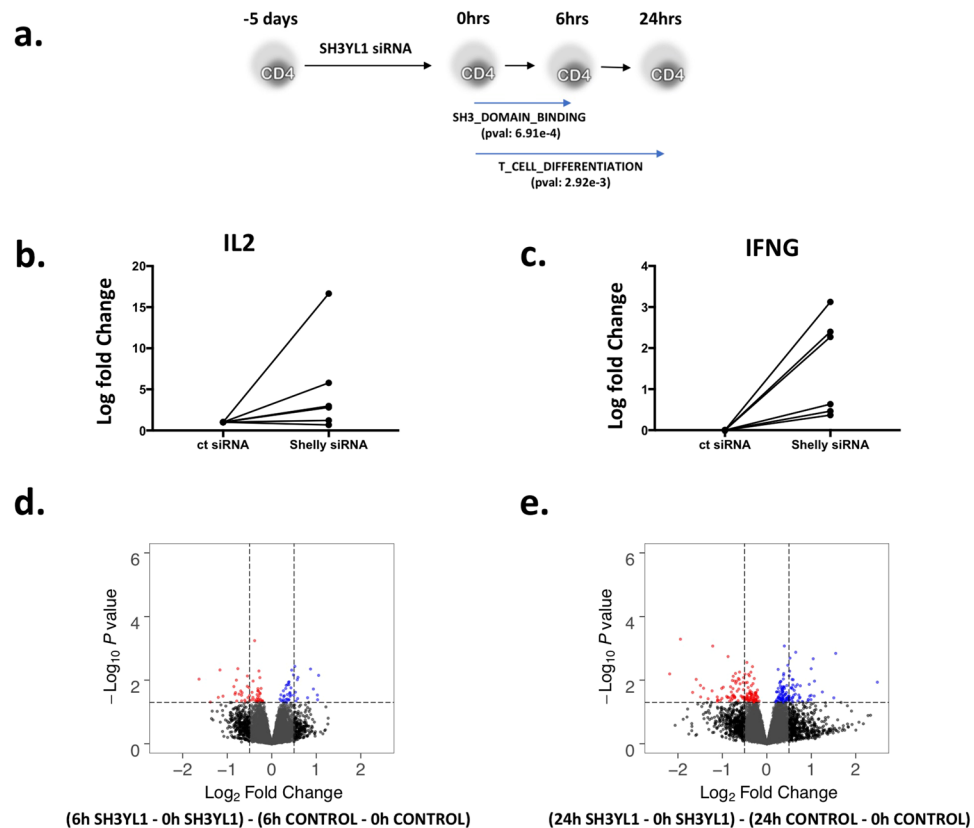 a.
-5 days
0hrs
6hrs
24hrs
SH3YL1 siRNA
CD4
CD4
CD4
CD4
SH3_DOMAIN_BINDING
(pval: 6.91e-4)
T_CELL_DIFFERENTIATION
(pval: 2.92e-3)
b.
IL2
Log fold Change
20
15
10
5
0
ct siRNA
Shelly siRNA
c.
IFNG
Log fold Change
4
3
2
1
0
ct siRNA
Shelly siRNA
d.
−Log10 P value
6
4
2
0
−2
−1
0
1
2
Log2 Fold Change
(6h SH3YL1 - 0h SH3YL1) - (6h CONTROL - 0h CONTROL)
e.
−Log10 P value
6
4
2
0
−2
−1
0
1
2
Log2 Fold Change
(24h SH3YL1 - 0h SH3YL1) - (24h CONTROL - 0h CONTROL)